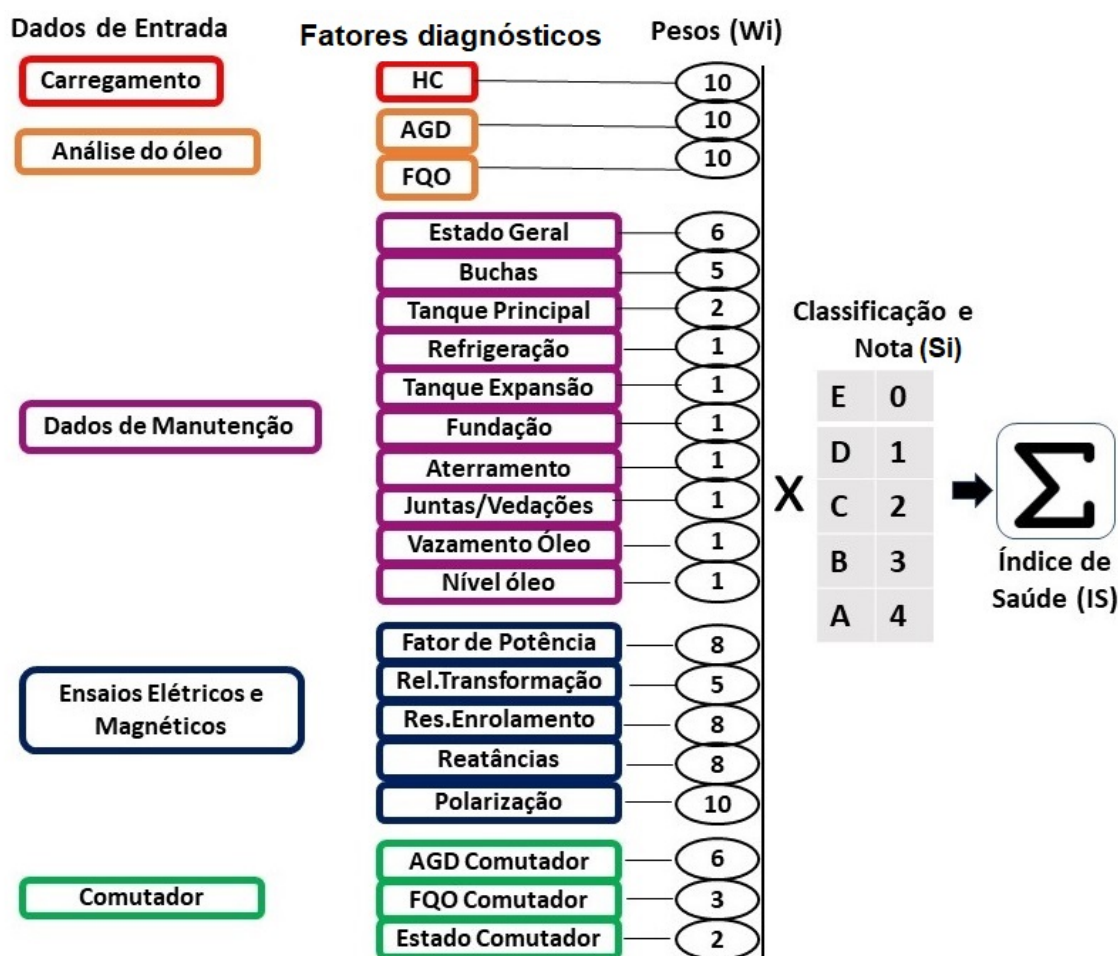 Dados de Entrada
Fatores diagnósticos
Pesos (Wi)
Carregamento
HC
10
Análise do óleo
AGD
10
FQO
10
Dados de Manutenção
Estado Geral
6
Buchas
5
Tanque Principal
2
Refrigeração
1
Tanque Expansão
1
Fundação
1
Aterramento
1
Juntas/Vedações
1
Vazamento Óleo
1
Nível óleo
1
Ensaios Elétricos e
Magnéticos
Fator de Potência
8
Rel.Transformação
5
Res.Enrolamento
8
Reatâncias
8
Polarização
10
Comutador
AGD Comutador
6
FQO Comutador
3
Estado Comutador
2
X
Classificação e
Nota (Si)
E 0
D 1
C 2
B 3
A 4
Σ
Índice de
Saúde (IS)